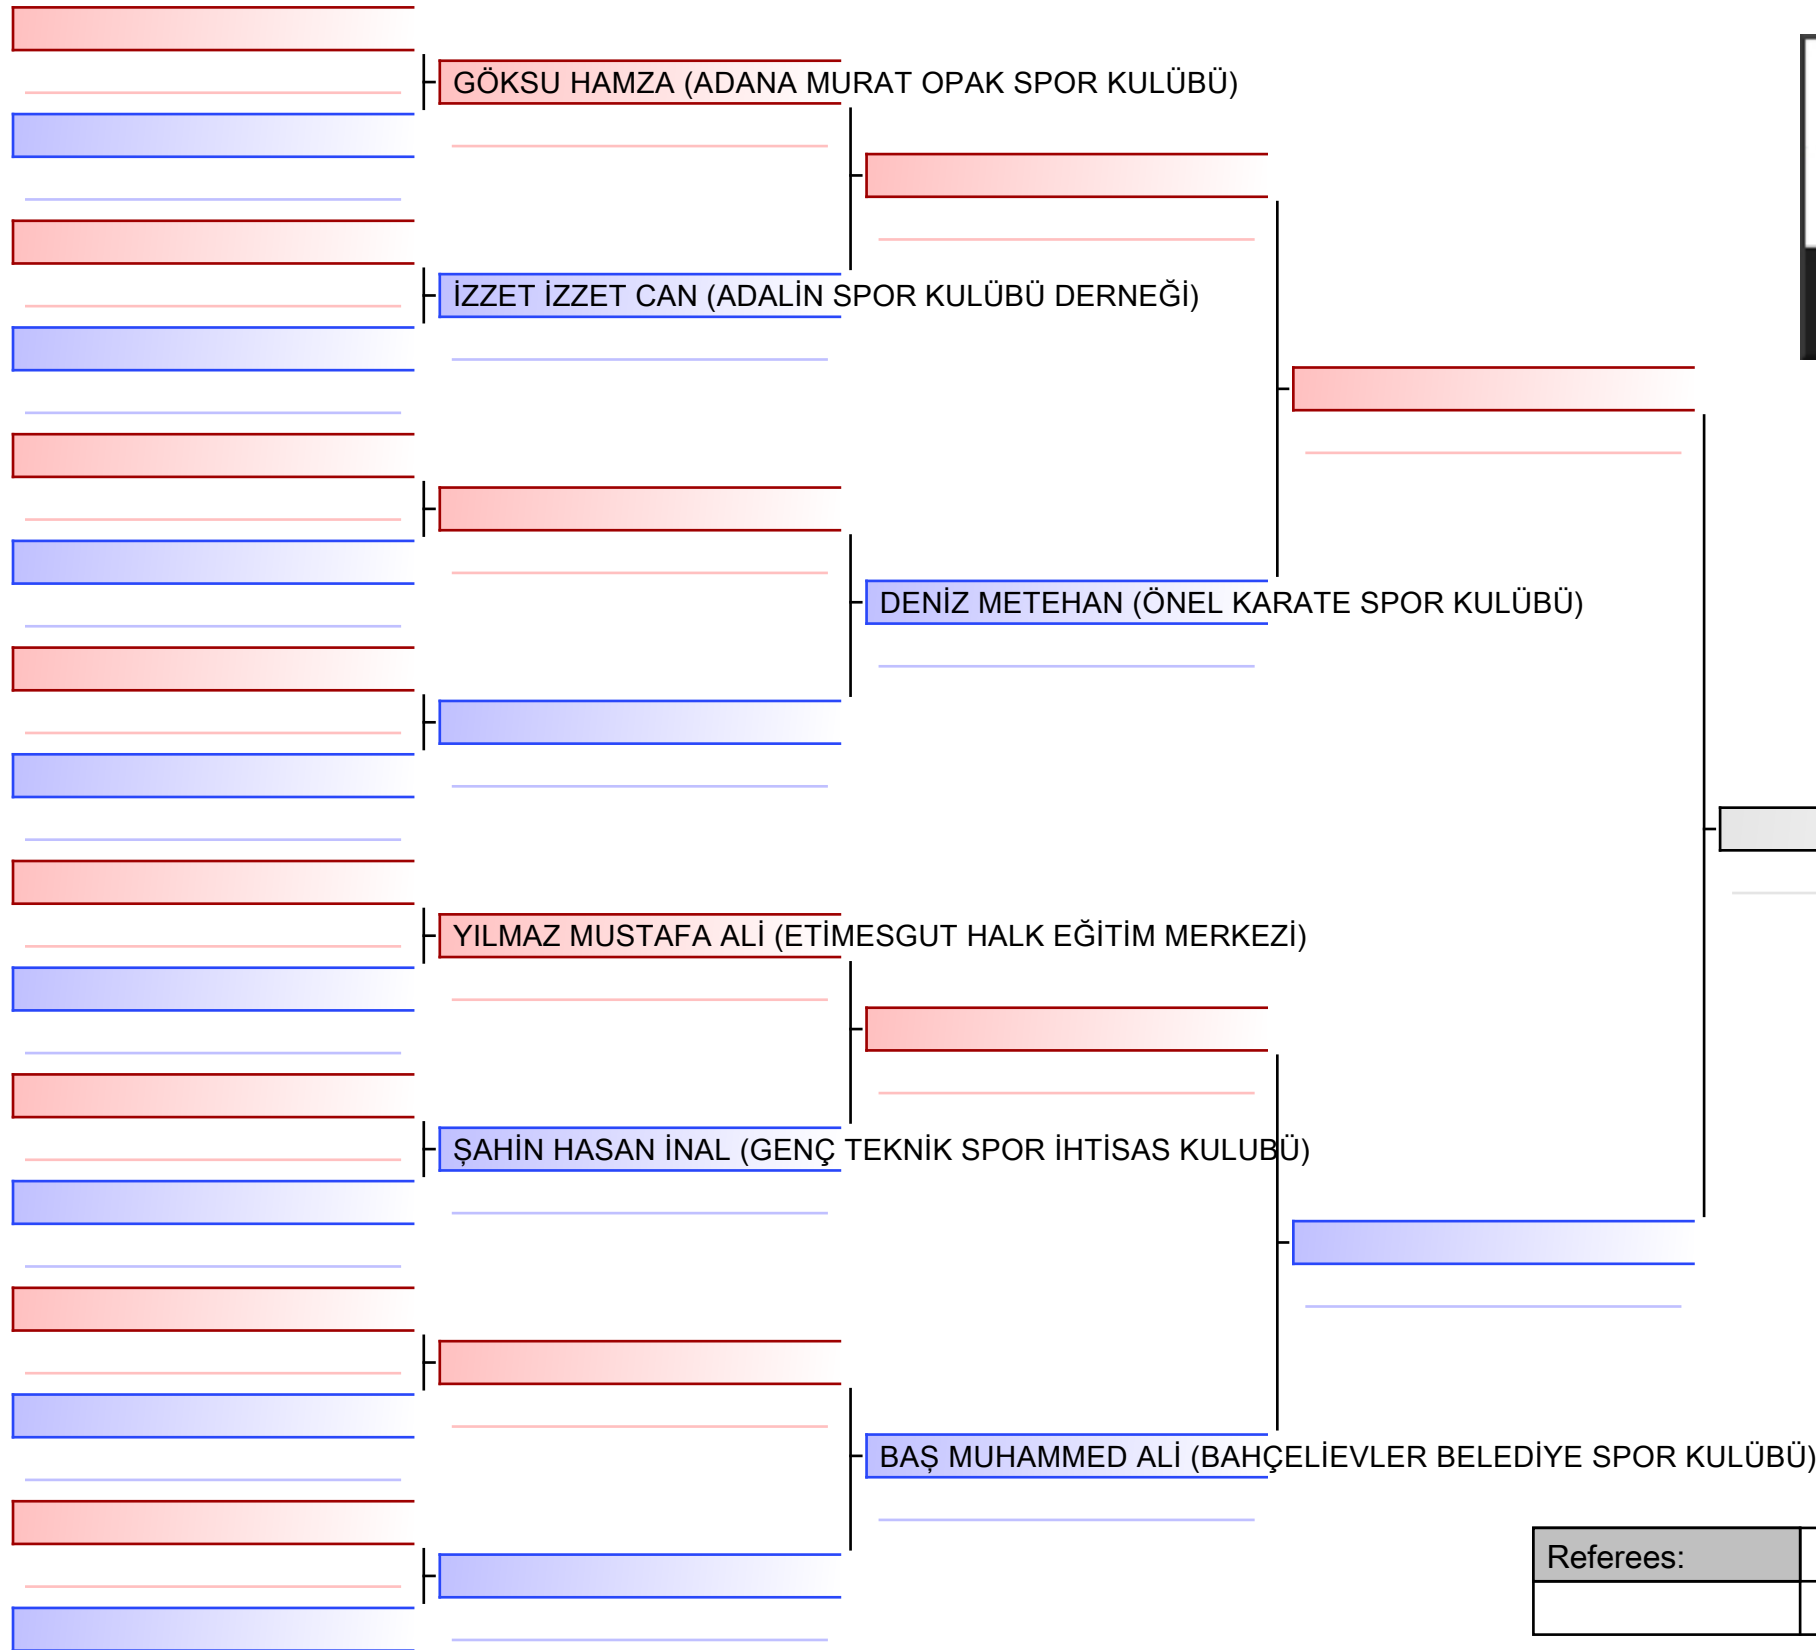 GÖKSU HAMZA (ADANA MURAT OPAK SPOR KULÜBÜ)
İZZET İZZET CAN (ADALİN SPOR KULÜBÜ DERNEĞİ)
DENİZ METEHAN (ÖNEL KARATE SPOR KULÜBÜ)
YILMAZ MUSTAFA ALİ (ETİMESGUT HALK EĞİTİM MERKEZİ)
ŞAHİN HASAN İNAL (GENÇ TEKNİK SPOR İHTİSAS KULUBÜ)
BAŞ MUHAMMED ALİ (BAHÇELİEVLER BELEDİYE SPOR KULÜBÜ)
Referees: